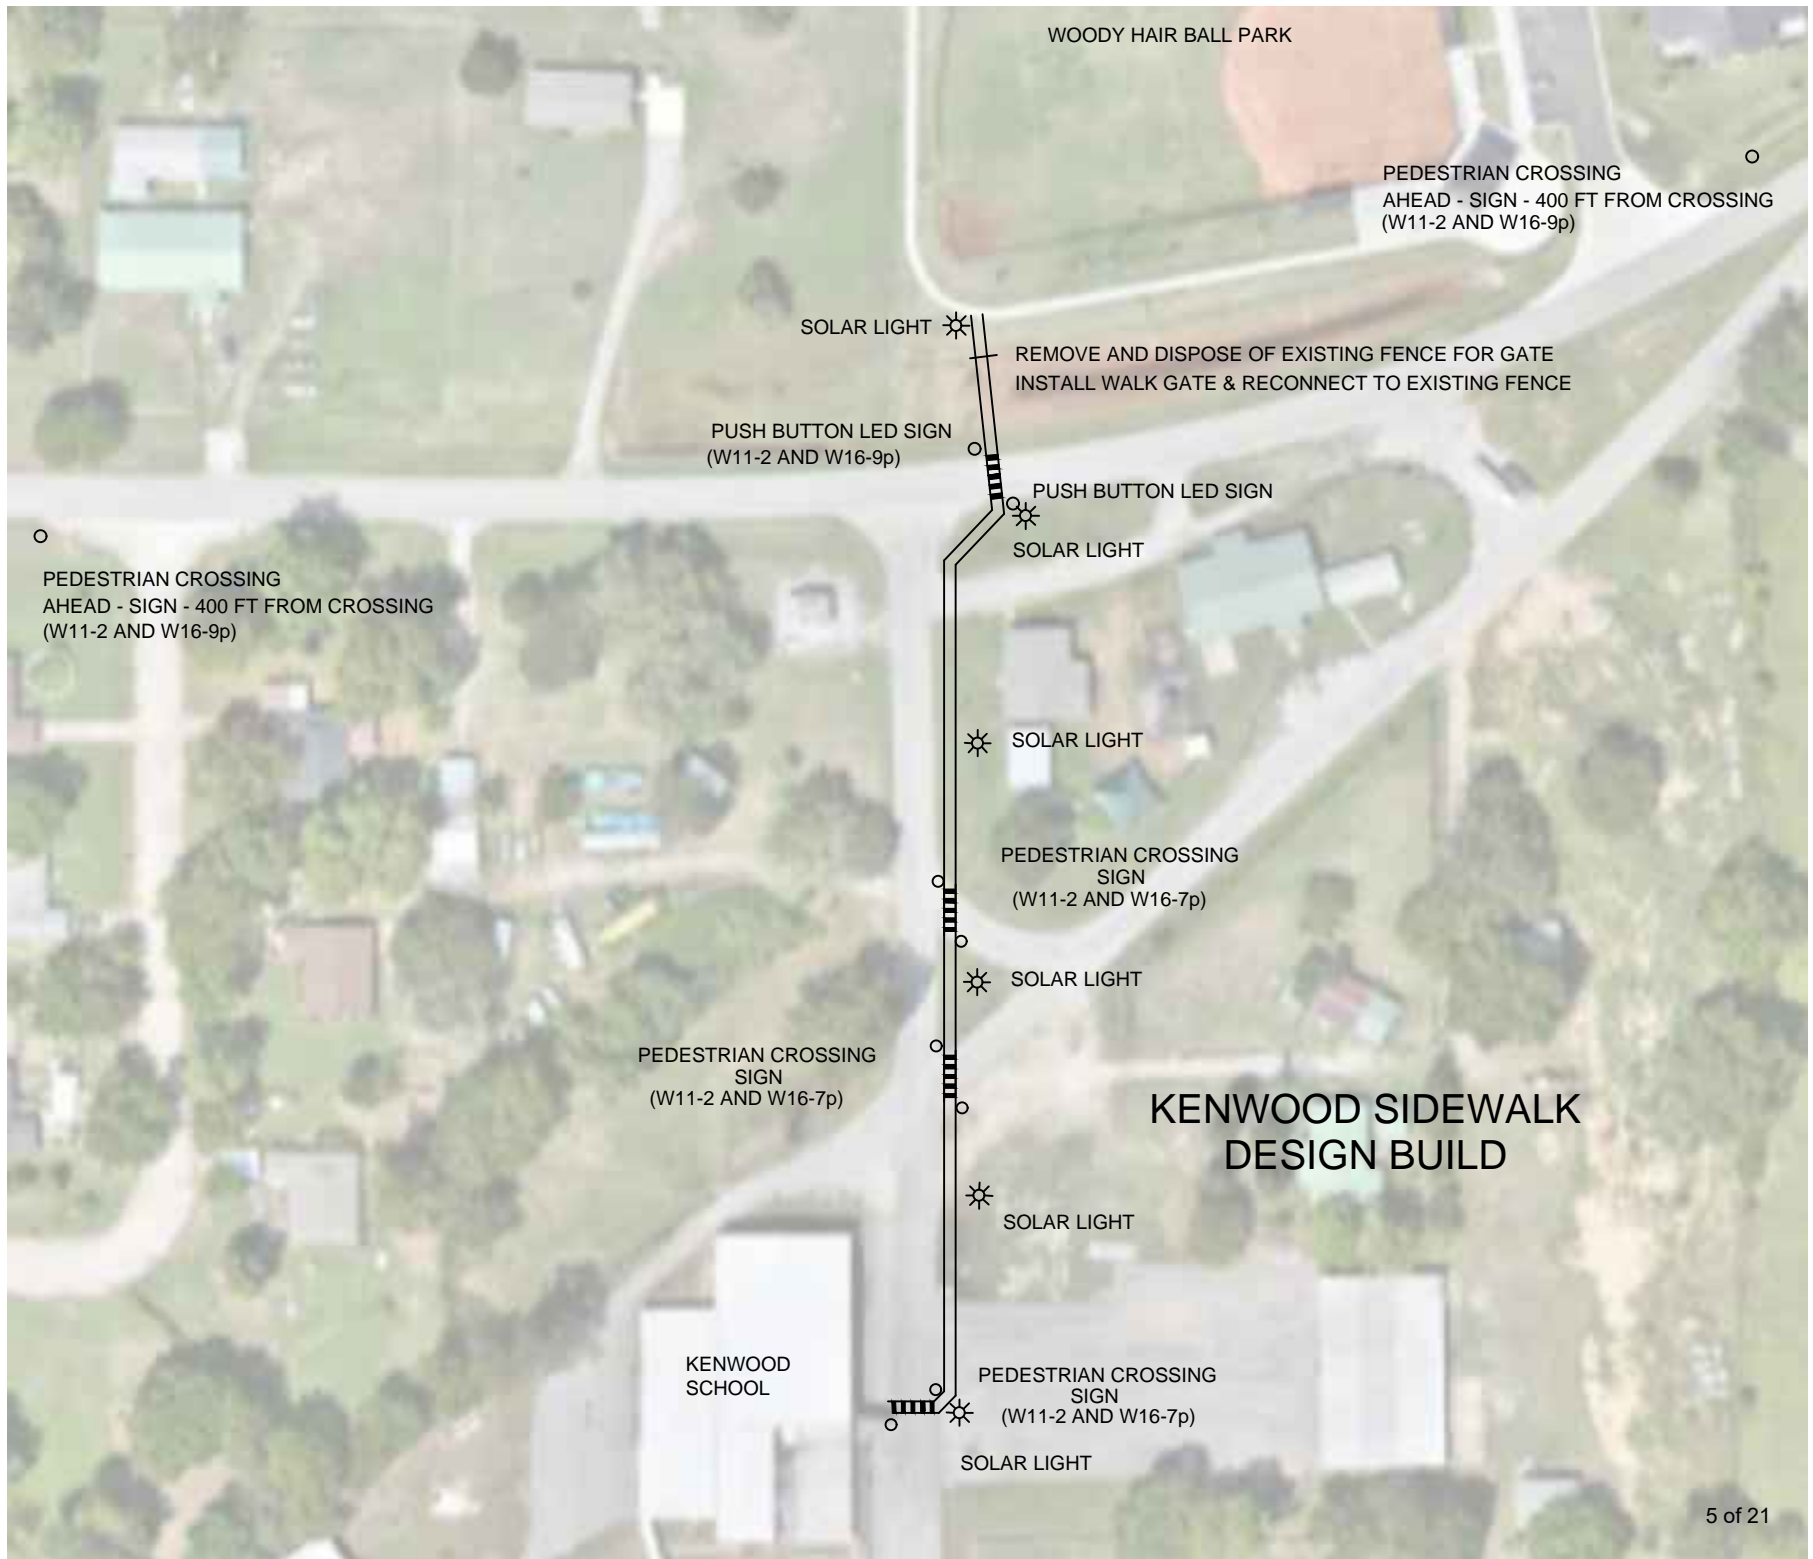 WOODY HAIR BALL PARK
PEDESTRIAN CROSSING
AHEAD - SIGN - 400 FT FROM CROSSING
(W11-2 AND W16-9p)
SOLAR LIGHT
REMOVE AND DISPOSE OF EXISTING FENCE FOR GATE
INSTALL WALK GATE & RECONNECT TO EXISTING FENCE
PUSH BUTTON LED SIGN
(W11-2 AND W16-9p)
PUSH BUTTON LED SIGN
SOLAR LIGHT
PEDESTRIAN CROSSING
AHEAD - SIGN - 400 FT FROM CROSSING
(W11-2 AND W16-9p)
SOLAR LIGHT
PEDESTRIAN CROSSING
SIGN
(W11-2 AND W16-7p)
SOLAR LIGHT
PEDESTRIAN CROSSING
SIGN
(W11-2 AND W16-7p)
KENWOOD SIDEWALK
DESIGN BUILD
SOLAR LIGHT
KENWOOD
SCHOOL
PEDESTRIAN CROSSING
SIGN
(W11-2 AND W16-7p)
SOLAR LIGHT
5 of 21